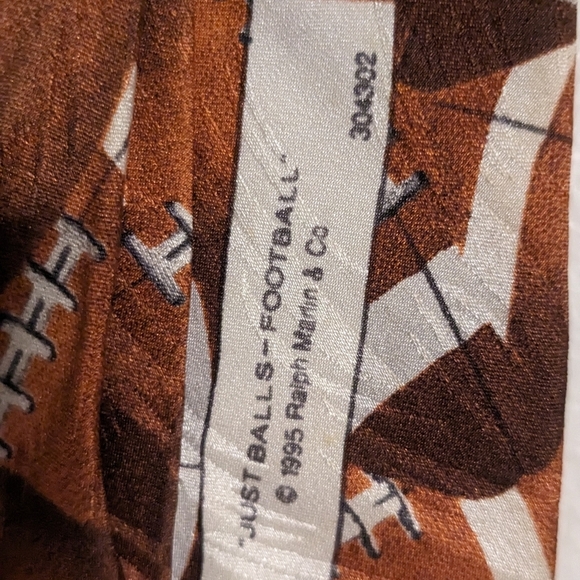 "JUST BALLS-FOOTBALL"
© 1995 Ralph Marlin & Co
304302